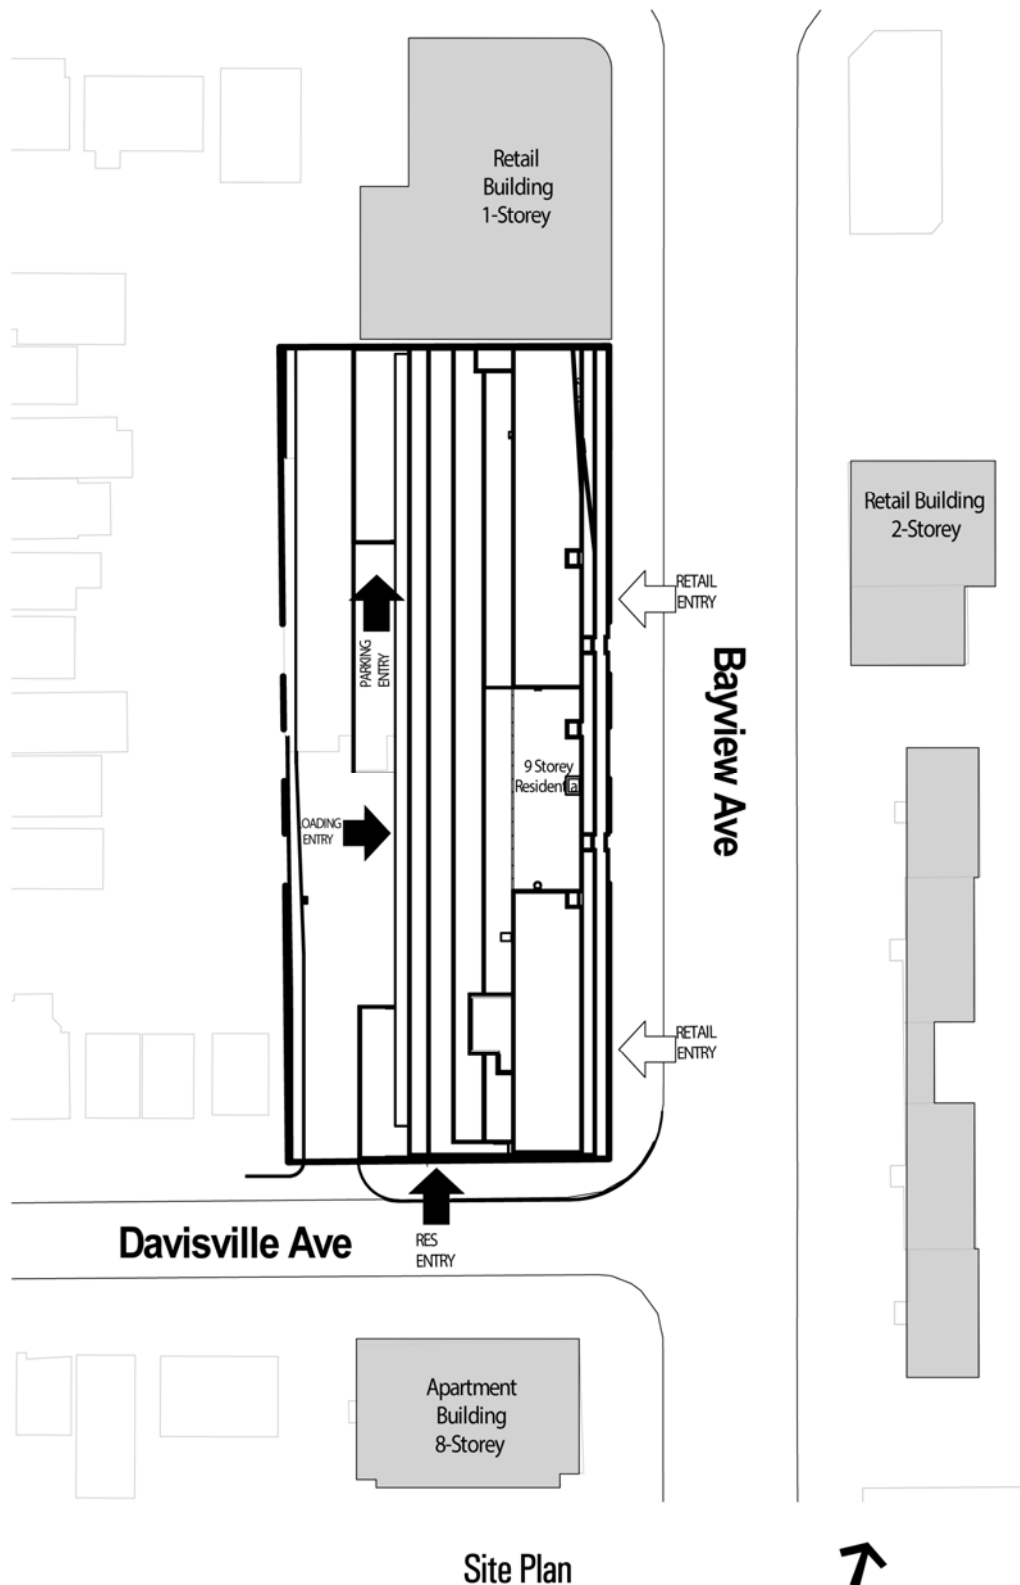 Retail
Building
1-Storey
Retail Building
2-Storey
RETAIL
ENTRY
PARKING
ENTRY
Bayview Ave
9 Storey
Residential
OADING
ENTRY
RETAIL
ENTRY
Davisville Ave
RES
ENTRY
Apartment
Building
8-Storey
Site Plan